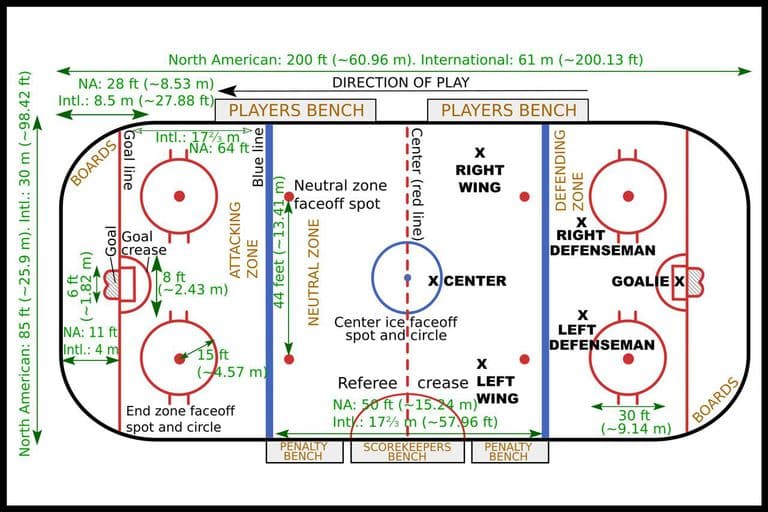 North American: 200 ft (~60.96 m). International: 61 m (~200.13 ft)
NA: 28 ft (~8.53 m)
Intl.: 8.5 m (~27.88 ft)
DIRECTION OF PLAY
PLAYERS BENCH
PLAYERS BENCH
North American: 85 ft (~25.9 m). Intl.: 30 m (~98.42 ft)
BOARDS
Goal line
Intl.: 17⅔ m
NA: 64 ft
Blue line
Center (red line)
DEFENDING
ZONE
X
RIGHT
WING
Neutral zone
faceoff spot
ATTACKING
ZONE
44 feet (~13.41 m)
NEUTRAL ZONE
X
RIGHT
DEFENSEMAN
Goal
Goal
crease
6 ft
(~1.82 m)
8 ft
(~2.43 m)
X CENTER
GOALIE X
Center ice faceoff
spot and circle
X
LEFT
DEFENSEMAN
NA: 11 ft
Intl.: 4 m
15 ft
(~4.57 m)
Referee crease
X
LEFT
WING
NA: 50 ft (~15.24 m)
Intl.: 17⅔ m (~57.96 ft)
End zone faceoff
spot and circle
30 ft
(~9.14 m)
BOARDS
PENALTY
BENCH
SCOREKEEPERS
BENCH
PENALTY
BENCH